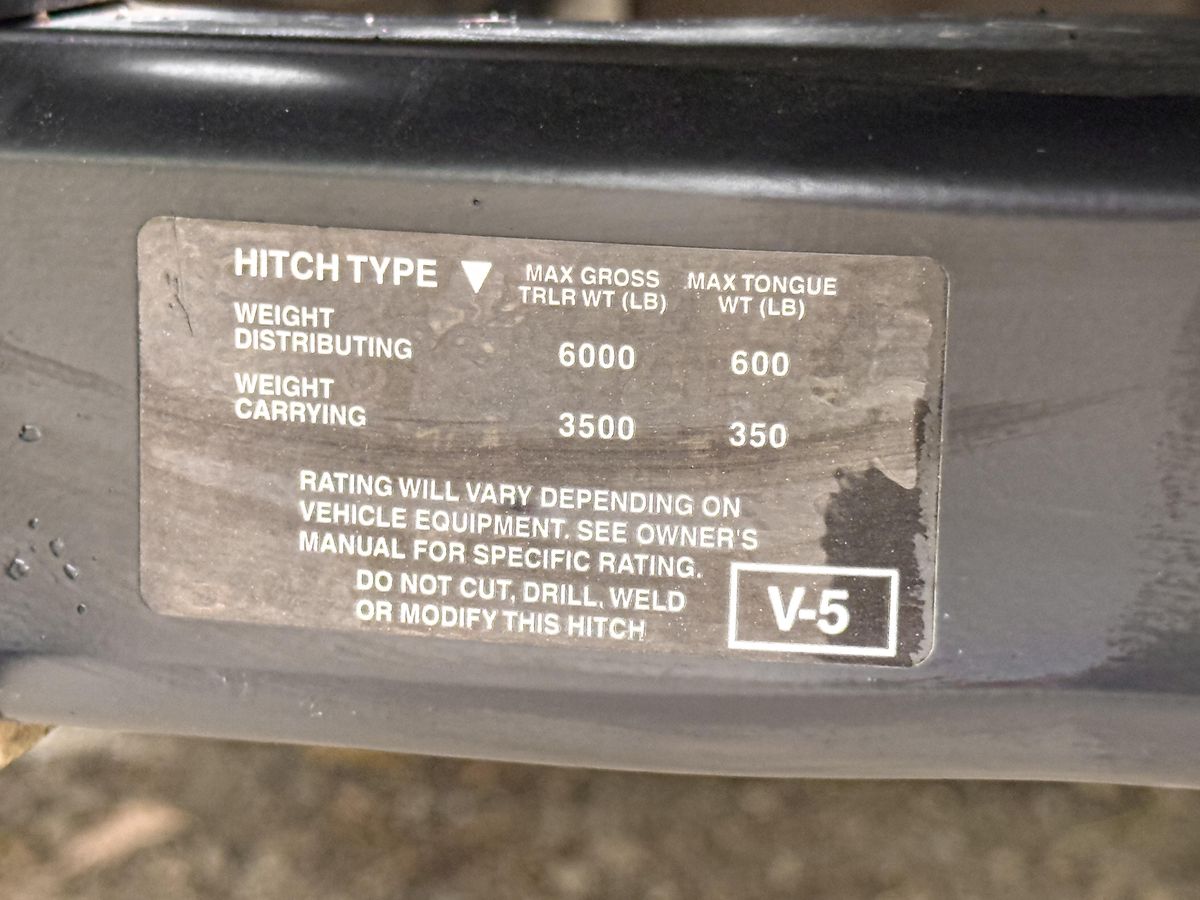 HITCH TYPE ▼ MAX GROSS TRLR WT (LB) MAX TONGUE WT (LB)
WEIGHT DISTRIBUTING 6000 600
WEIGHT CARRYING 3500 350
RATING WILL VARY DEPENDING ON
VEHICLE EQUIPMENT. SEE OWNER'S
MANUAL FOR SPECIFIC RATING.
DO NOT CUT, DRILL, WELD
OR MODIFY THIS HITCH
V-5